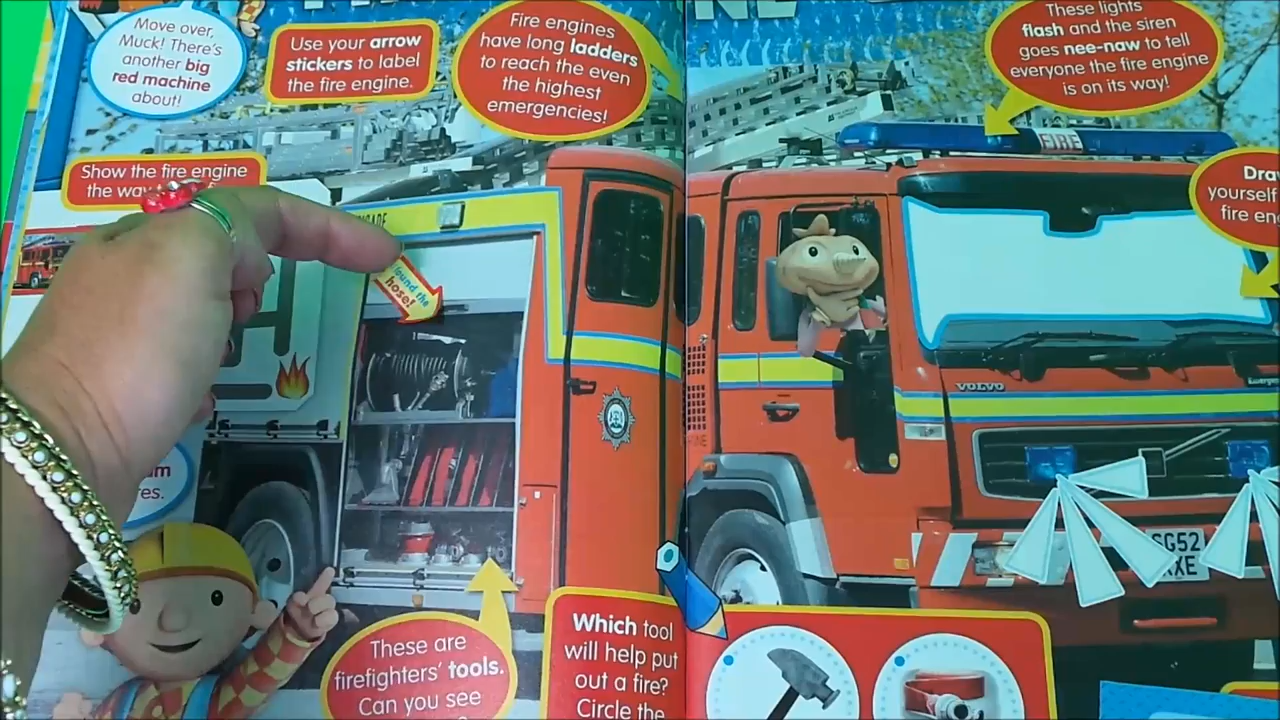 Move over,
Muck! There's
another big
red machine
about!
Use your arrow
stickers to label
the fire engine.
Fire engines
have long ladders
to reach the even
the highest
emergencies!
These lights
flash and the siren
goes nee-naw to tell
everyone the fire engine
is on its way!
FIRE
Show the fire engine
the way
yourself
fire en
hose!
VOLVO
SG52
These are
firefighters' tools.
Can you see
Which tool
will help put
out a fire?
Circle the